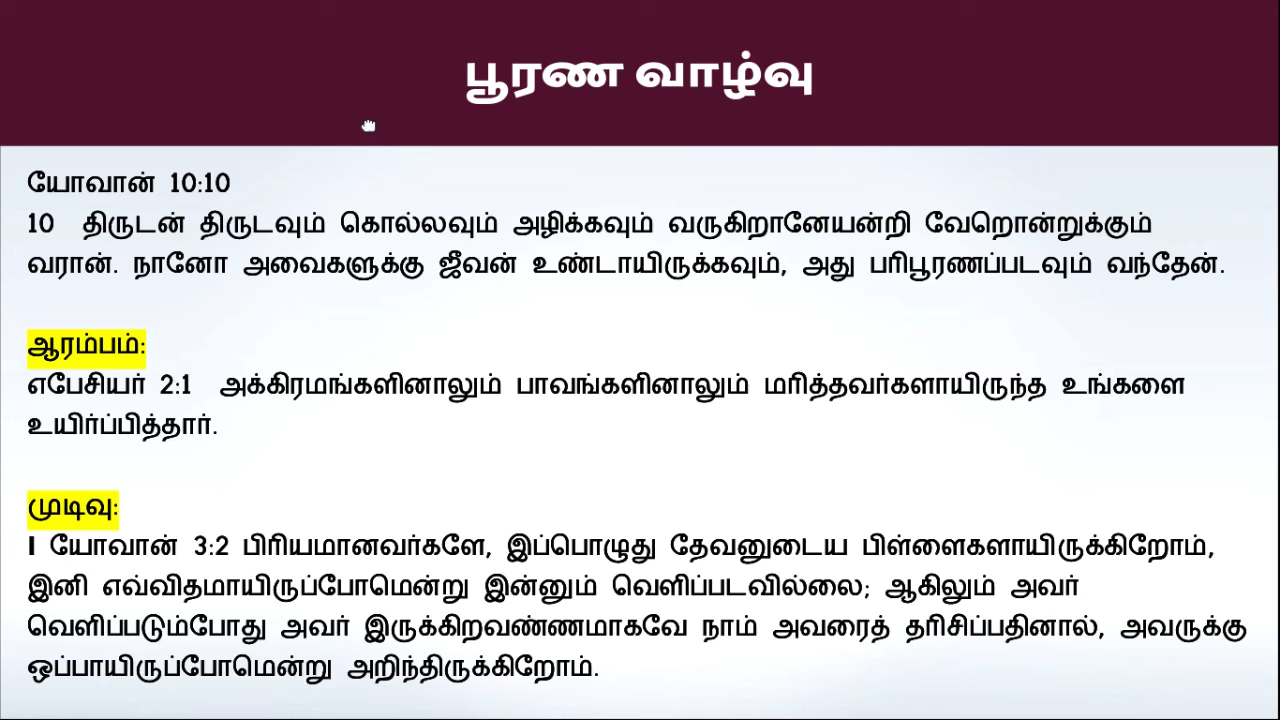 பூரண வாழ்வு
யோவான் 10:10
10 திருடன் திருடவும் கொல்லவும் அழிக்கவும் வருகிறானேயன்றி வேறொன்றுக்கும்
வரான். நானோ அவைகளுக்கு ஜீவன் உண்டாயிருக்கவும், அது பரிபூரணப்படவும் வந்தேன்.
ஆரம்பம்:
எபேசியர் 2:1 அக்கிரமங்களினாலும் பாவங்களினாலும் மரித்தவர்களாயிருந்த உங்களை
உயிர்ப்பித்தார்.
முடிவு:
I யோவான் 3:2 பிரியமானவர்களே, இப்பொழுது தேவனுடைய பிள்ளைகளாயிருக்கிறோம்,
இனி எவ்விதமாயிருப்போமென்று இன்னும் வெளிப்படவில்லை; ஆகிலும் அவர்
வெளிப்படும்போது அவர் இருக்கிறவண்ணமாகவே நாம் அவரைத் தரிசிப்பதினால், அவருக்கு
ஒப்பாயிருப்போமென்று அறிந்திருக்கிறோம்.